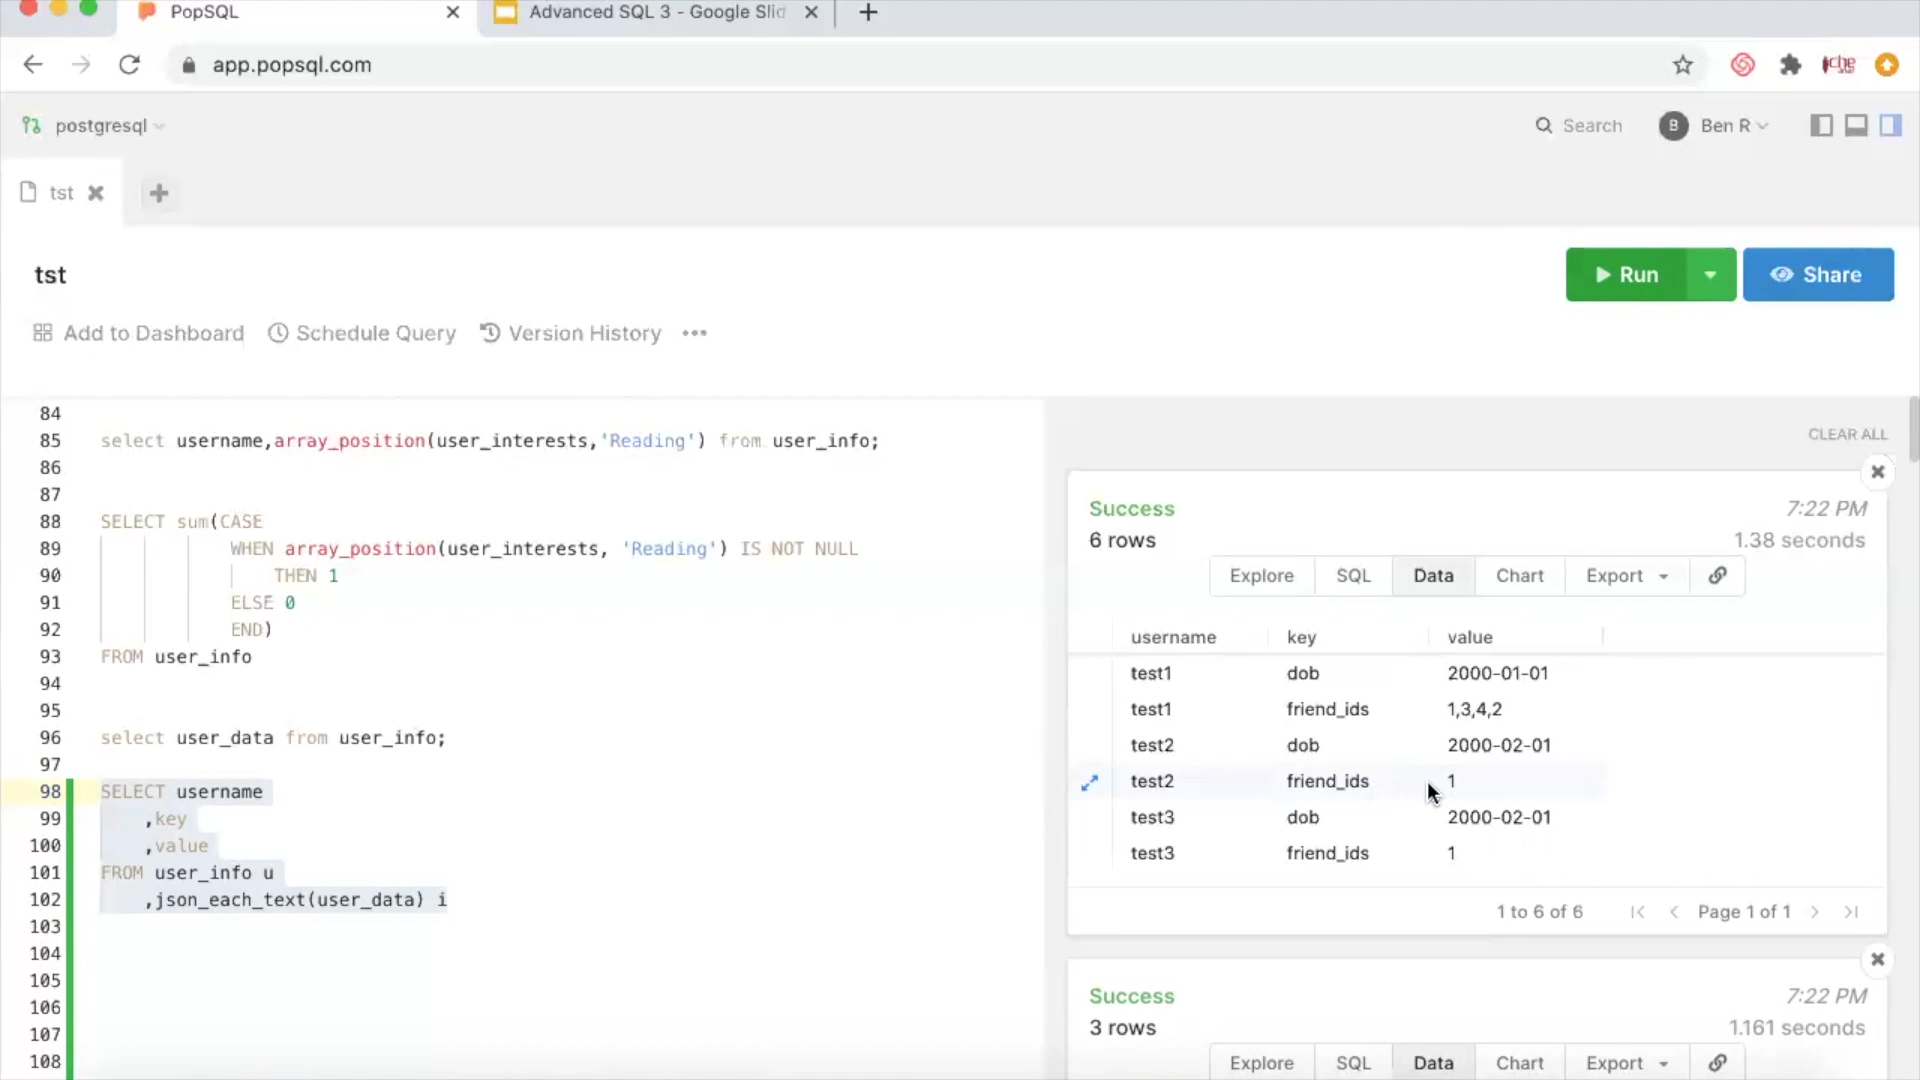 PopSQL
Advanced SQL 3 - Google Slid
app.popsql.com
postgresql
Search
B
Ben R
tst
tst
Run
Share
Add to Dashboard
Schedule Query
Version History
84
85 select username,array_position(user_interests,'Reading') from user_info;
86
87
88 SELECT sum(CASE
89 WHEN array_position(user_interests, 'Reading') IS NOT NULL
90 THEN 1
91 ELSE 0
92 END)
93 FROM user_info
94
95
96 select user_data from user_info;
97
98 SELECT username
99 ,key
100 ,value
101 FROM user_info u
102 ,json_each_text(user_data) i
103
104
105
106
107
108
CLEAR ALL
Success 7:22 PM
6 rows 1.38 seconds
Explore SQL Data Chart Export
username key value
test1 dob 2000-01-01
test1 friend_ids 1,3,4,2
test2 dob 2000-02-01
test2 friend_ids 1
test3 dob 2000-02-01
test3 friend_ids 1
1 to 6 of 6 Page 1 of 1
Success 7:22 PM
3 rows 1.161 seconds
Explore SQL Data Chart Export